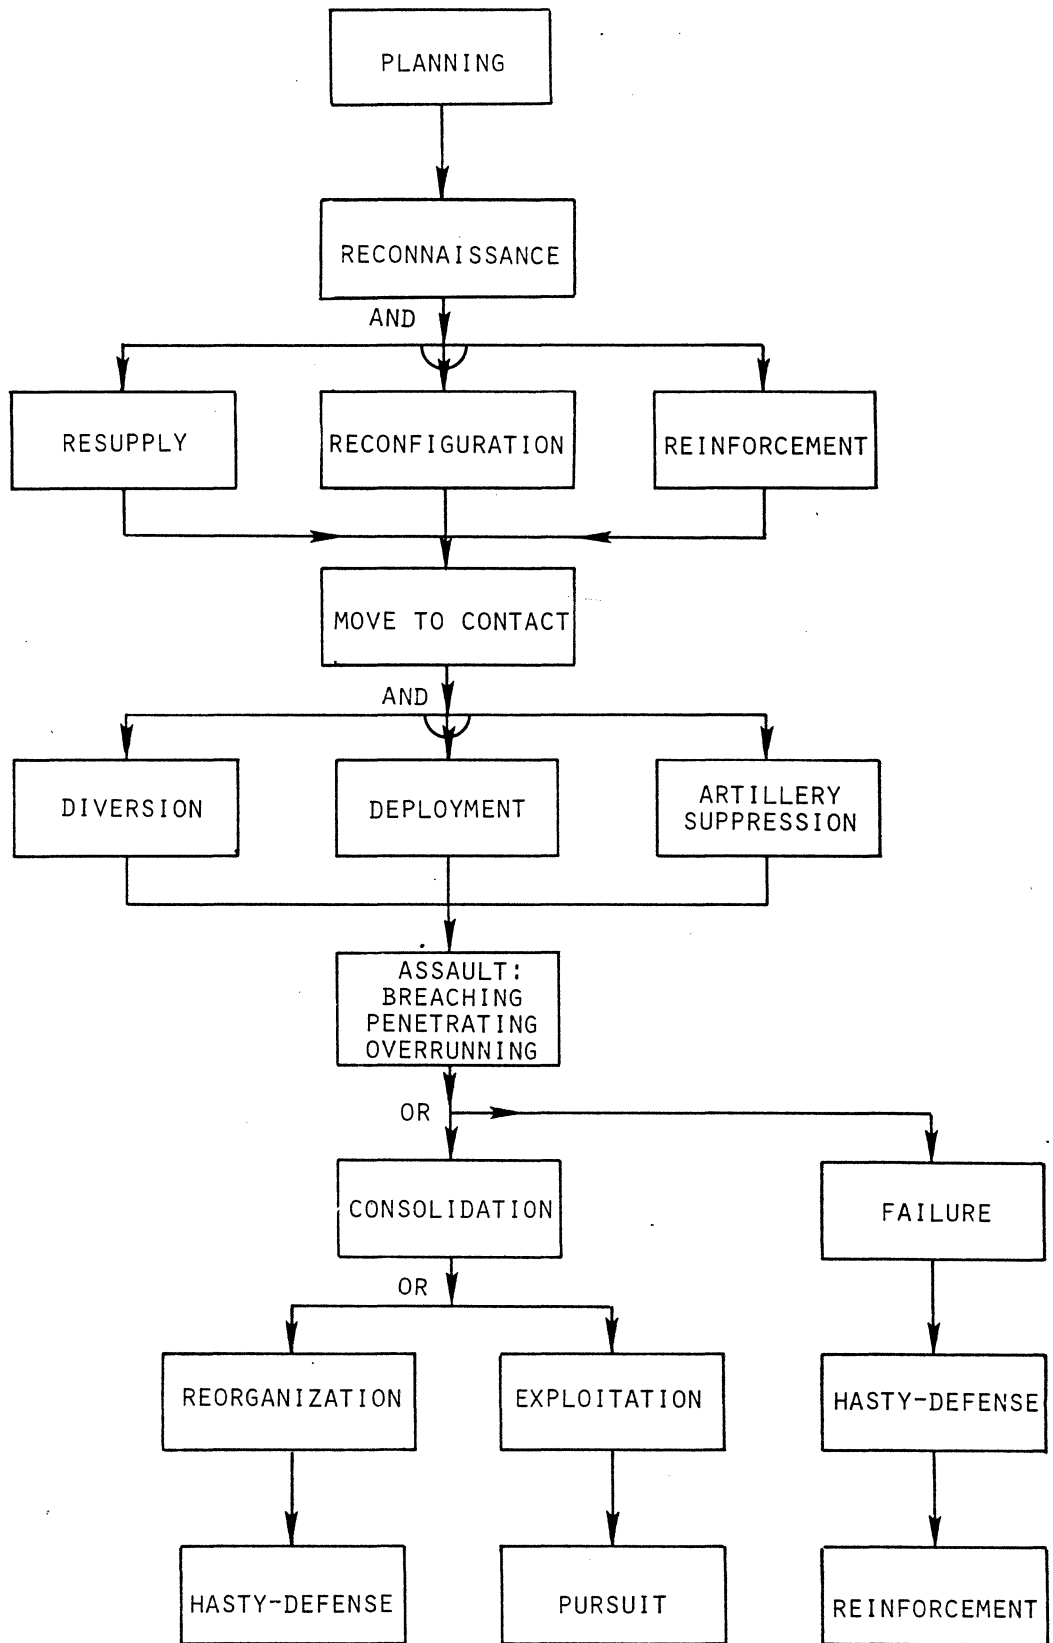 PLANNING
RECONNAISSANCE
AND
RESUPPLY
RECONFIGURATION
REINFORCEMENT
MOVE TO CONTACT
AND
DIVERSION
DEPLOYMENT
ARTILLERY
SUPPRESSION
ASSAULT:
BREACHING
PENETRATING
OVERRUNNING
OR
CONSOLIDATION
FAILURE
OR
REORGANIZATION
EXPLOITATION
HASTY-DEFENSE
HASTY-DEFENSE
PURSUIT
REINFORCEMENT